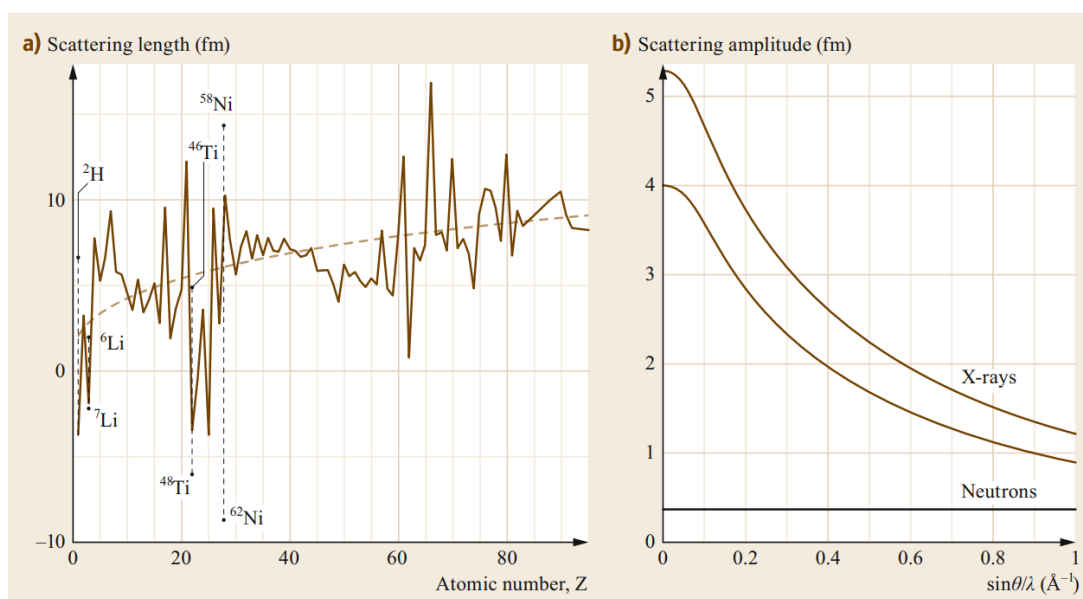 a) Scattering length (fm)
10
0
–10
0
20
40
60
80
Atomic number, Z
²H
⁶Li
⁷Li
⁴⁶Ti
⁴⁸Ti
⁵⁸Ni
⁶²Ni
b) Scattering amplitude (fm)
5
4
3
2
1
0
0
0.2
0.4
0.6
0.8
1
sinθ/λ (Å⁻¹)
X-rays
Neutrons